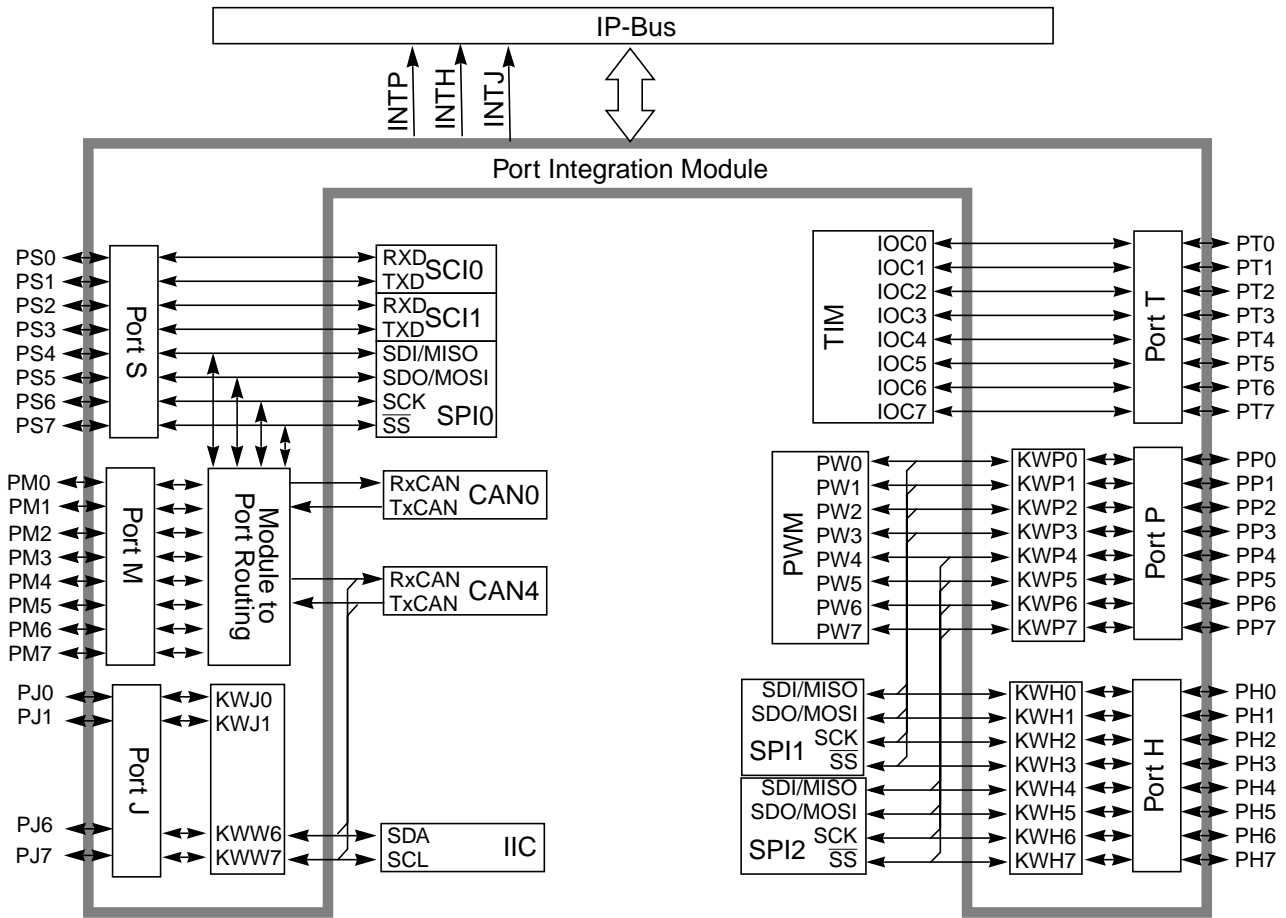 IP-Bus
INTP
INTH
INTJ
Port Integration Module
PS0
PS1
PS2
PS3
PS4
PS5
PS6
PS7
Port S
RXD
TXD
SCI0
RXD
TXD
SCI1
SDI/MISO
SDO/MOSI
SCK
SS
SPI0
PM0
PM1
PM2
PM3
PM4
PM5
PM6
PM7
Port M
Module to
Port Routing
RxCAN
TxCAN
CAN0
RxCAN
TxCAN
CAN4
PJ0
PJ1
PJ6
PJ7
Port J
KWJ0
KWJ1
KWW6
KWW7
SDA
SCL
IIC
TIM
IOC0
IOC1
IOC2
IOC3
IOC4
IOC5
IOC6
IOC7
Port T
PT0
PT1
PT2
PT3
PT4
PT5
PT6
PT7
PWM
PW0
PW1
PW2
PW3
PW4
PW5
PW6
PW7
KWP0
KWP1
KWP2
KWP3
KWP4
KWP5
KWP6
KWP7
Port P
PP0
PP1
PP2
PP3
PP4
PP5
PP6
PP7
SDI/MISO
SDO/MOSI
SCK
SS
SPI1
SDI/MISO
SDO/MOSI
SCK
SS
SPI2
KWH0
KWH1
KWH2
KWH3
KWH4
KWH5
KWH6
KWH7
Port H
PH0
PH1
PH2
PH3
PH4
PH5
PH6
PH7